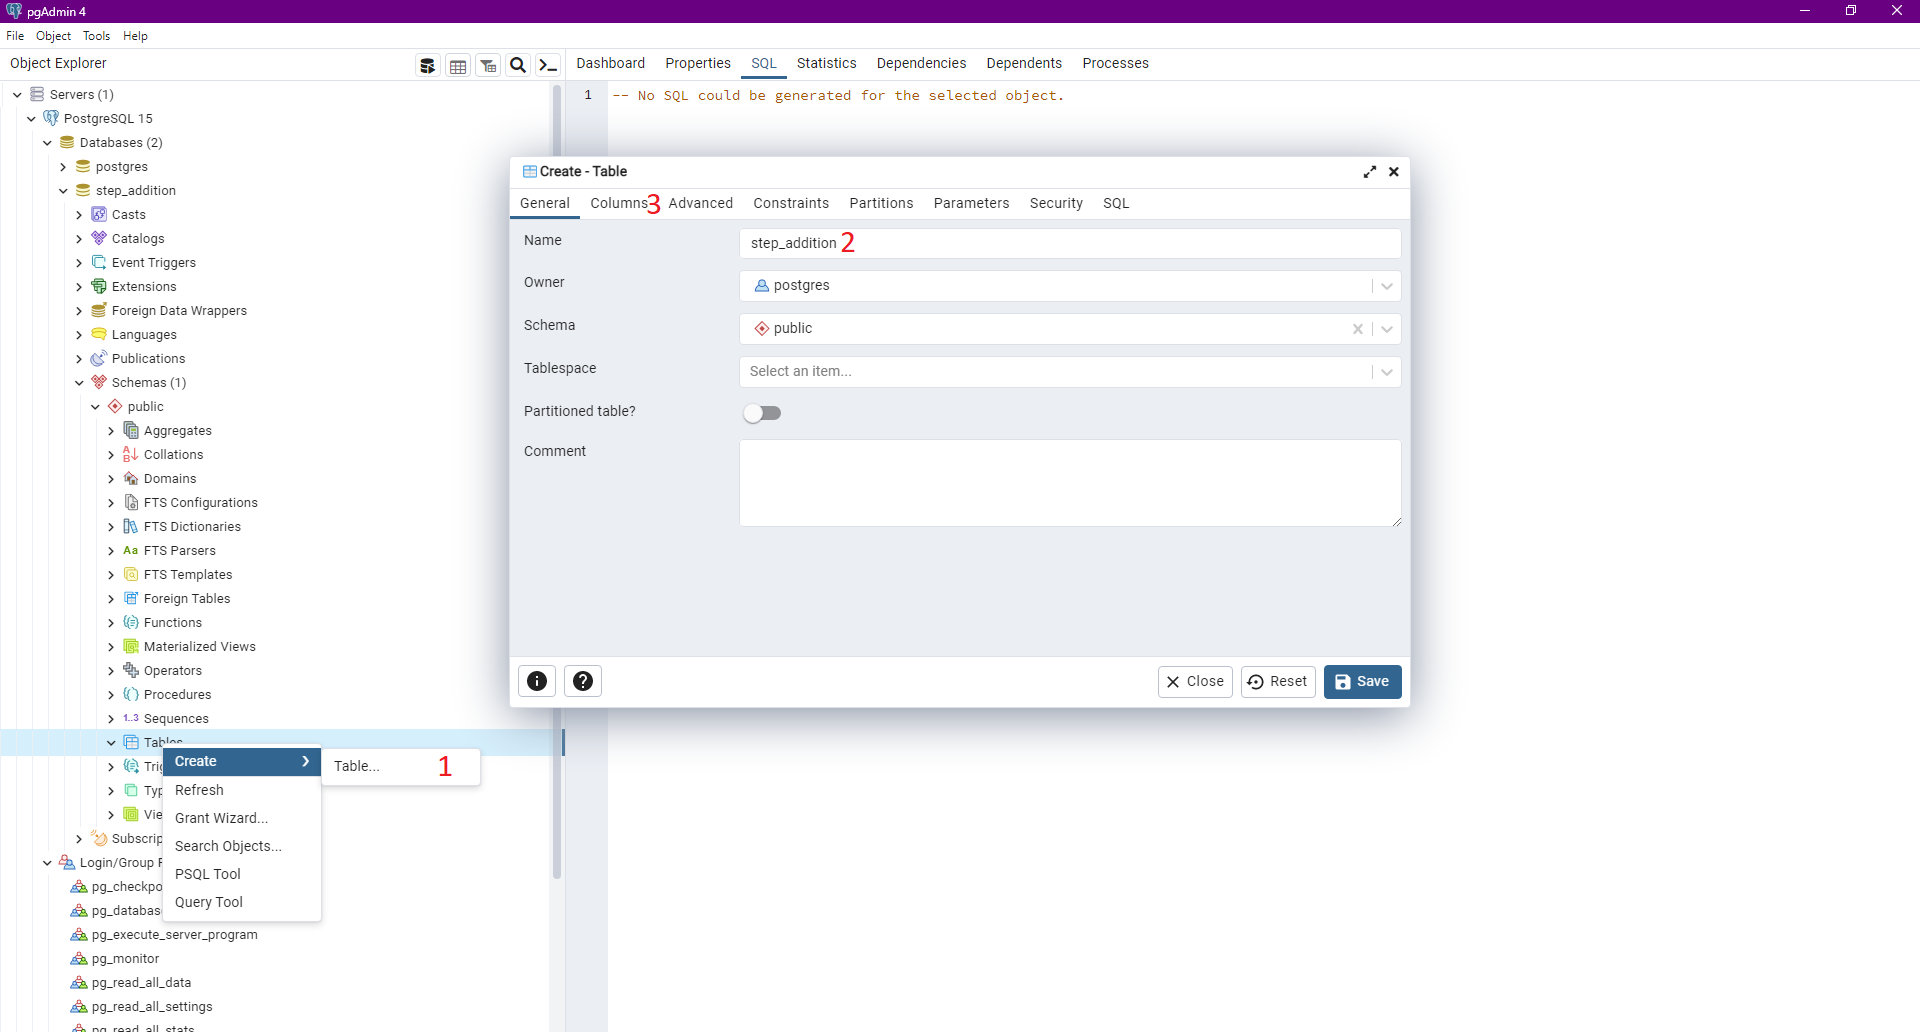 pgAdmin 4
File Object Tools Help
Object Explorer
Dashboard Properties SQL Statistics Dependencies Dependents Processes
Servers (1)
PostgreSQL 15
Databases (2)
postgres
step_addition
Casts
Catalogs
Event Triggers
Extensions
Foreign Data Wrappers
Languages
Publications
Schemas (1)
public
Aggregates
Collations
Domains
FTS Configurations
FTS Dictionaries
Aa FTS Parsers
FTS Templates
Foreign Tables
Functions
Materialized Views
Operators
Procedures
1..3 Sequences
Tables
Trig
Typ
Vie
Subscrip
Login/Group
pg_checkpo
pg_databas
pg_execute_server_program
pg_monitor
pg_read_all_data
pg_read_all_settings
pg_read_all_stats
Create
Refresh
Grant Wizard...
Search Objects...
PSQL Tool
Query Tool
Table... 1
1 -- No SQL could be generated for the selected object.
Create - Table
General Columns 3 Advanced Constraints Partitions Parameters Security SQL
Name step_addition 2
Owner postgres
Schema public
Tablespace Select an item...
Partitioned table?
Comment
Close Reset Save